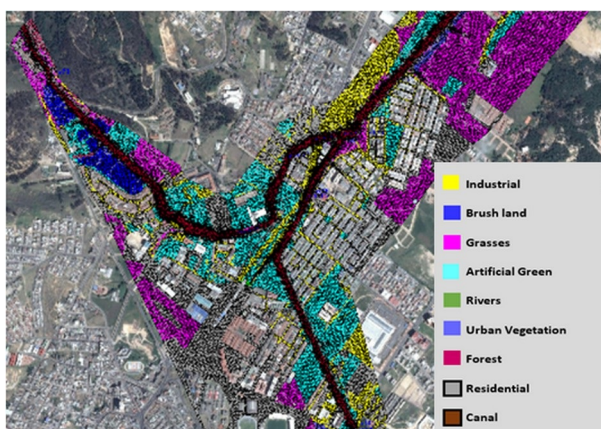 Industrial
Brush land
Grasses
Artificial Green
Rivers
Urban Vegetation
Forest
Residential
Canal